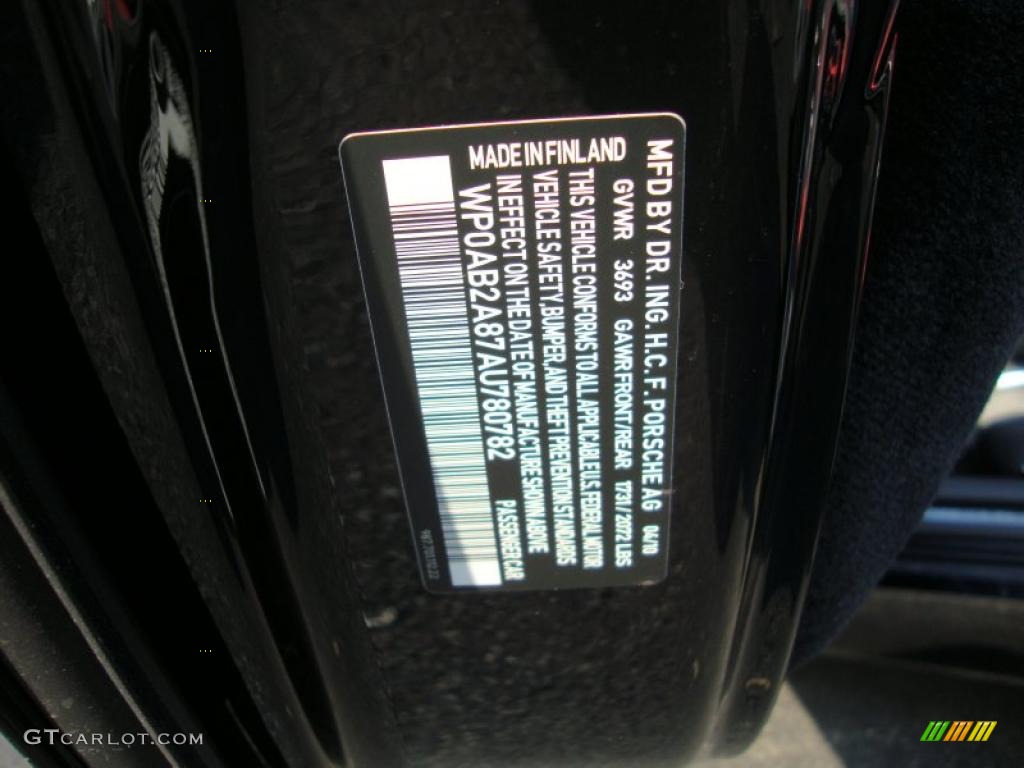 MFD BY DR. ING. H.C. F. PORSCHE AG 04/10
GVWR 3693 GAWR FRONT/REAR 1731/2072 LBS
THIS VEHICLE CONFORMS TO ALL APPLICABLE U.S. FEDERAL MOTOR
VEHICLE SAFETY, BUMPER, AND THEFT PREVENTION STANDARDS
IN EFFECT ON THE DATE OF MANUFACTURE SHOWN ABOVE
MADE IN FINLAND
WP0AB2A87AU780782 PASSENGER CAR
GTCARLOT.COM